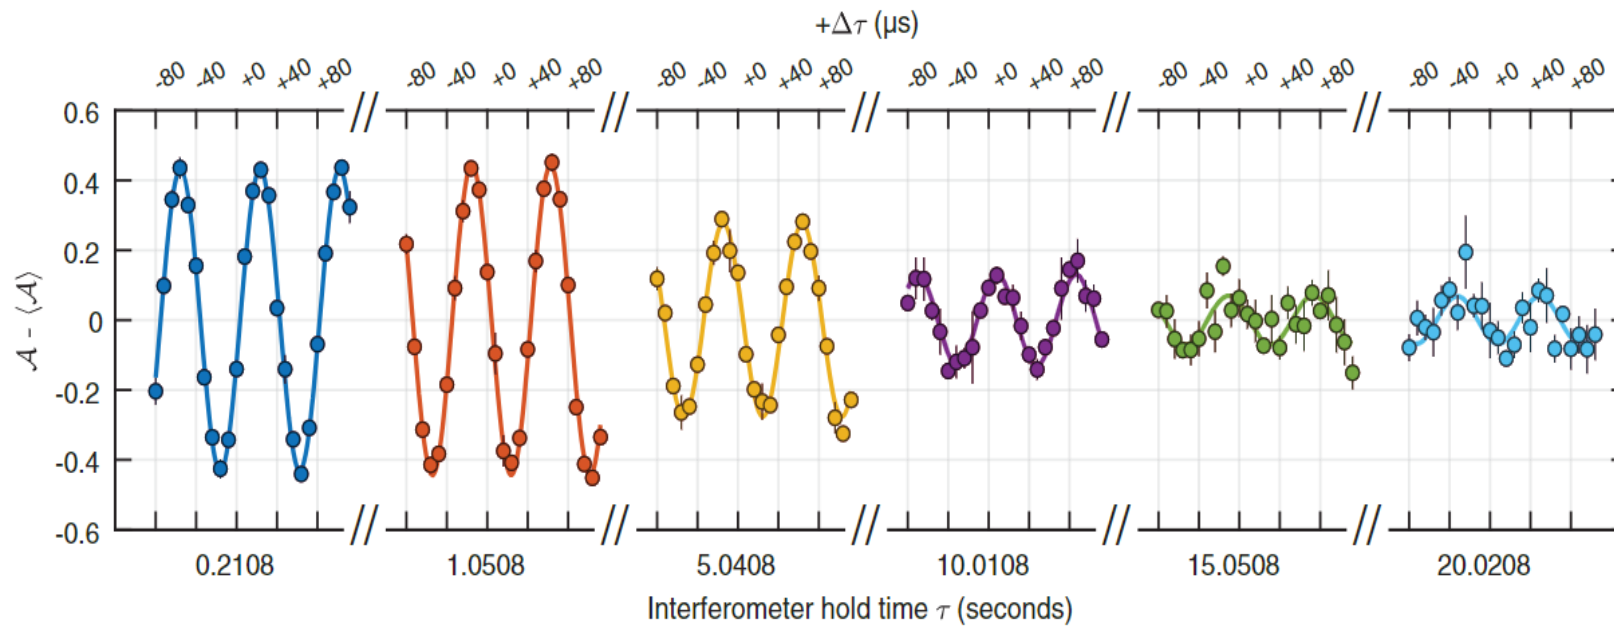 +Δτ (μs)
-80 -40 +0 +40 +80 -80 -40 +0 +40 +80 -80 -40 +0 +40 +80 -80 -40 +0 +40 +80 -80 -40 +0 +40 +80 -80 -40 +0 +40 +80
0.6
0.4
0.2
0
-0.2
-0.4
-0.6
𝒜 - ⟨𝒜⟩
0.2108 1.0508 5.0408 10.0108 15.0508 20.0208
Interferometer hold time τ (seconds)